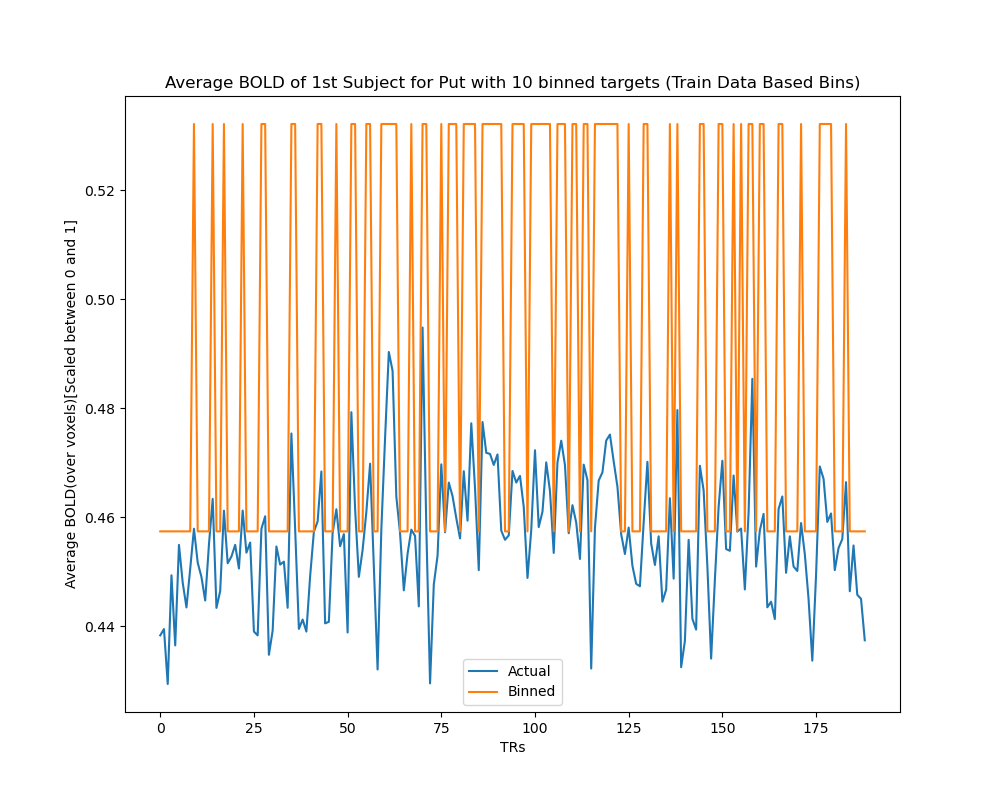 Average BOLD of 1st Subject for Put with 10 binned targets (Train Data Based Bins)
Average BOLD(over voxels)[Scaled between 0 and 1]
0.52
0.50
0.48
0.46
0.44
Actual
Binned
0 25 50 75 100 125 150 175
TRs